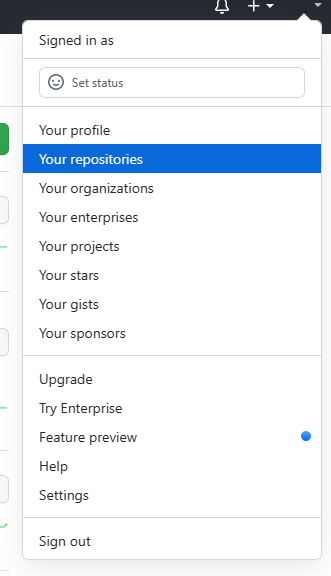 Signed in as
Set status
Your profile
Your repositories
Your organizations
Your enterprises
Your projects
Your stars
Your gists
Your sponsors
Upgrade
Try Enterprise
Feature preview
Help
Settings
Sign out